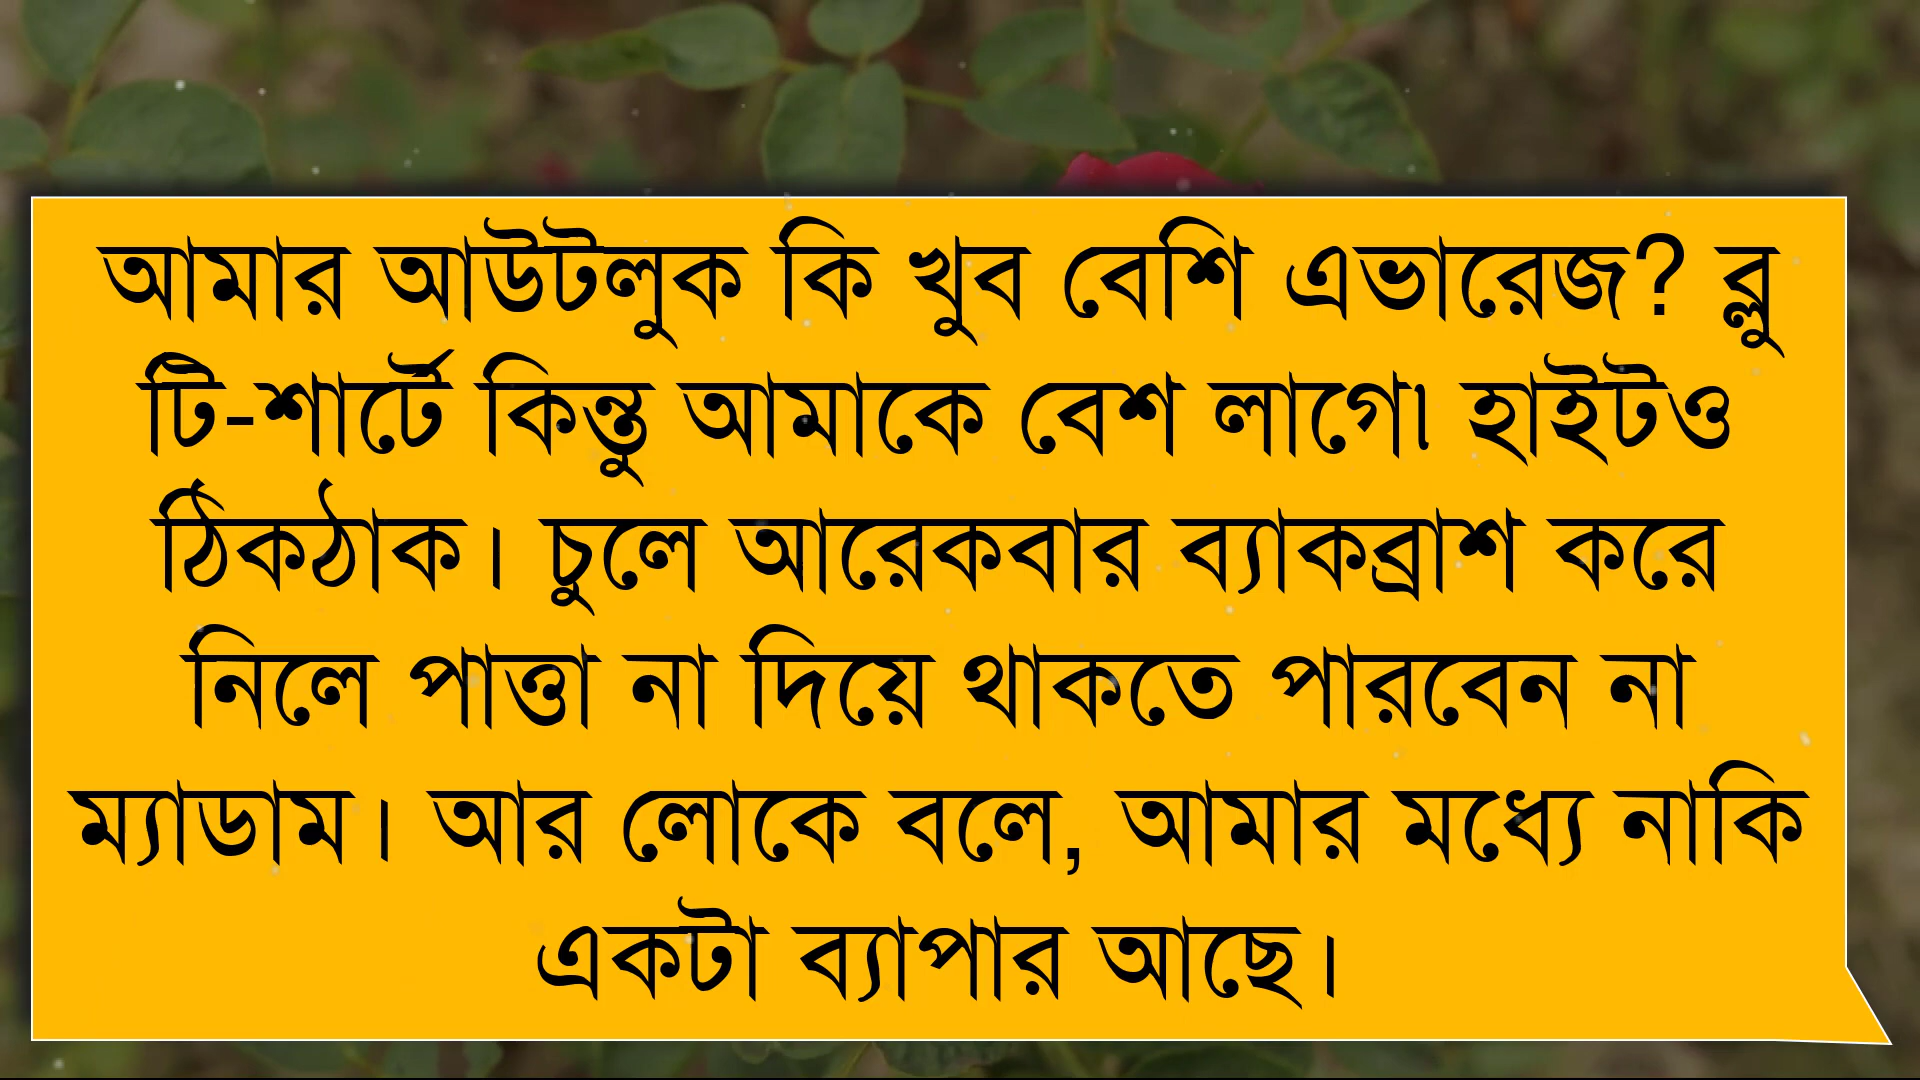 আমার আউটলুক কি খুব বেশি এভারেজ? ব্লু
টি-শার্টে কিন্তু আমাকে বেশ লাগে৷ হাইটও
ঠিকঠাক। চুলে আরেকবার ব্যাকব্রাশ করে
নিলে পাত্তা না দিয়ে থাকতে পারবেন না
ম্যাডাম। আর লোকে বলে, আমার মধ্যে নাকি
একটা ব্যাপার আছে।